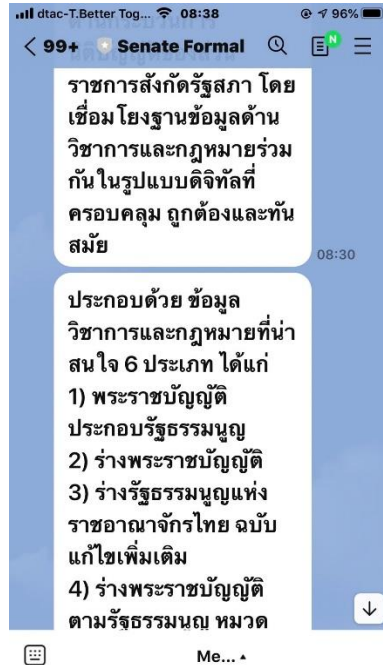 dtac-T.Better Tog... 08:38 96%
99+ Senate Formal N
ราชการสังกัดรัฐสภา โดย
เชื่อมโยงฐานข้อมูลด้าน
วิชาการและกฎหมายร่วม
กันในรูปแบบดิจิทัลที่
ครอบคลุม ถูกต้องและทัน
สมัย
08:30
ประกอบด้วย ข้อมูล
วิชาการและกฎหมายที่น่า
สนใจ 6 ประเภท ได้แก่
1) พระราชบัญญัติ
ประกอบรัฐธรรมนูญ
2) ร่างพระราชบัญญัติ
3) ร่างรัฐธรรมนูญแห่ง
ราชอาณาจักรไทย ฉบับ
แก้ไขเพิ่มเติม
4) ร่างพระราชบัญญัติ
ตามรัฐธรรมนูญ หมวด
Me...